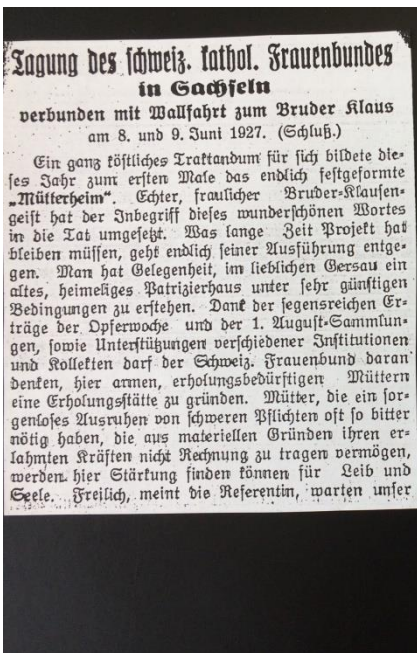 Tagung des schweiz. kathol. Frauenbundes
in Sachseln
verbunden mit Wallfahrt zum Bruder Klaus
am 8. und 9. Juni 1927. (Schluß.)
Ein ganz köstliches Traktandum für sich bildete die-
ses Jahr zum ersten Male das endlich festgeformte
„Mütterheim“. Echter, fraulicher Bruder-Klausen-
geist hat der Inbegriff dieses wunderschönen Wortes
in die Tat umgesetzt. Was lange Zeit Projekt hat
bleiben müssen, geht endlich seiner Ausführung entge-
gen. Man hat Gelegenheit, im lieblichen Gersau ein
altes, heimeliges Patrizierhaus unter sehr günstigen
Bedingungen zu erstehen. Dank der segensreichen Er-
träge der Opferwoche und der 1. August-Sammlun-
gen, sowie Unterstützungen verschiedener Institutionen
und Kollekten darf der Schweiz. Frauenbund daran
denken, hier armen, erholungsbedürftigen Müttern
eine Erholungsstätte zu gründen. Mütter, die ein sor-
genloses Ausruhen von schweren Pflichten oft so bitter
nötig haben, die aus materiellen Gründen ihren er-
lahmten Kräften nicht Rechnung zu tragen vermögen,
werden hier Stärkung finden können für Leib und
Seele. Freilich, meint die Referentin, warten unser